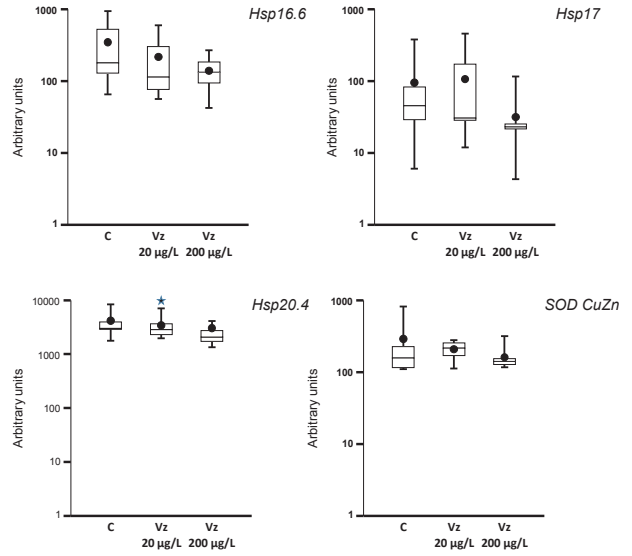 Hsp16.6
1000
100
10
1
Arbitrary units
C Vz Vz
20 µg/L 200 µg/L
Hsp17
1000
100
10
1
Arbitrary units
C Vz Vz
20 µg/L 200 µg/L
Hsp20.4
10000
1000
100
10
1
Arbitrary units
C Vz Vz
20 µg/L 200 µg/L
SOD CuZn
1000
100
10
1
Arbitrary units
C Vz Vz
20 µg/L 200 µg/L